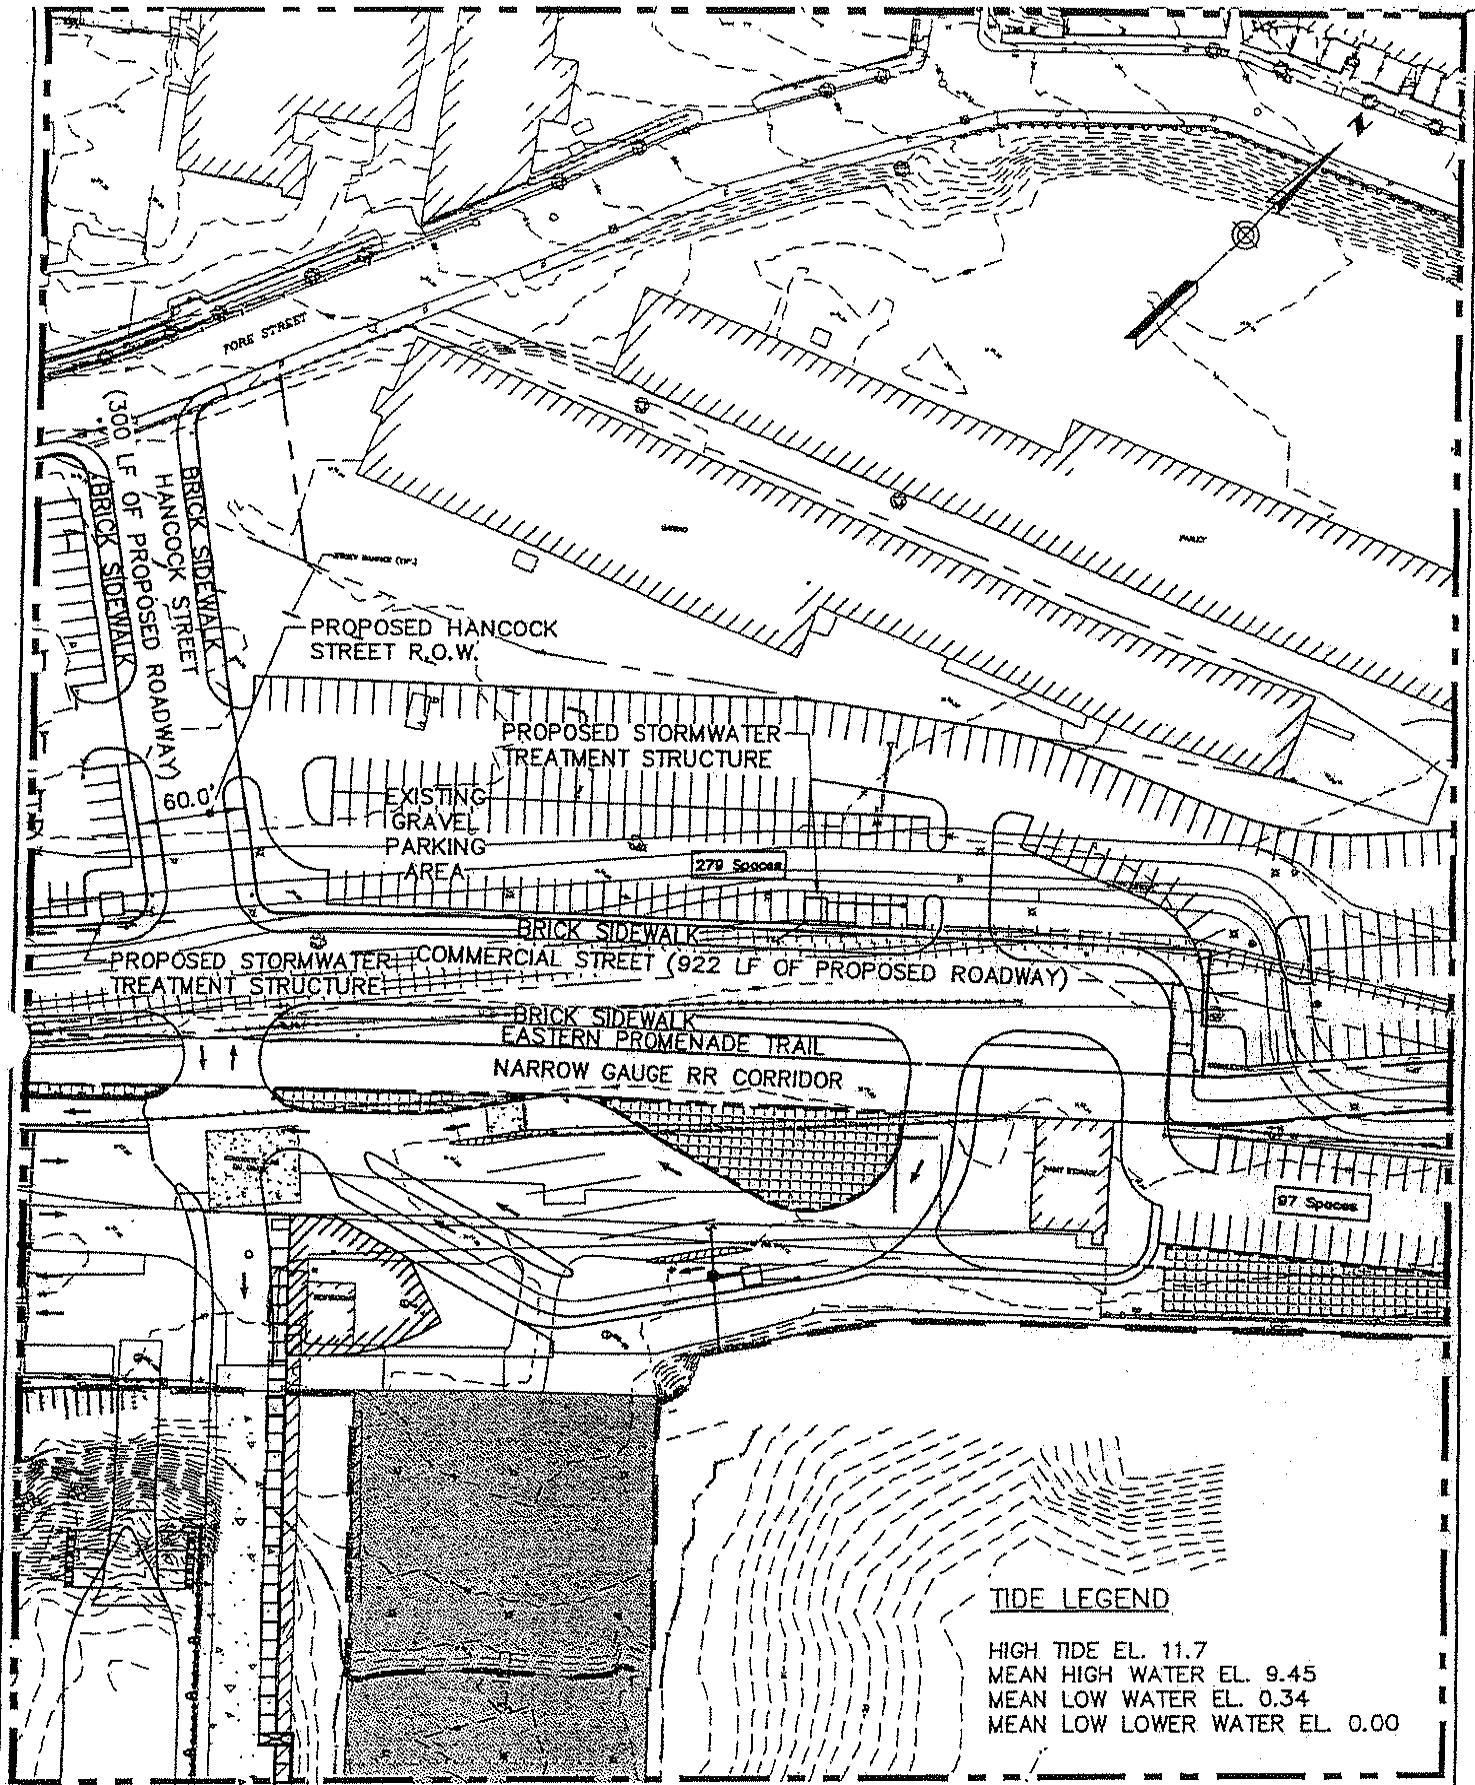 N
FORE STREET
(300 LF OF PROPOSED ROADWAY)
HANCOCK STREET
BRICK SIDEWALK
BRICK SIDEWALK
PROPOSED HANCOCK
STREET R.O.W.
PROPOSED STORMWATER
TREATMENT STRUCTURE
60.0'
EXISTING
GRAVEL
PARKING
AREA
279 Spaces
BRICK SIDEWALK
COMMERCIAL STREET (922 LF OF PROPOSED ROADWAY)
PROPOSED STORMWATER
TREATMENT STRUCTURE
BRICK SIDEWALK
EASTERN PROMENADE TRAIL
NARROW GAUGE RR CORRIDOR
97 Spaces
TIDE LEGEND
HIGH TIDE EL. 11.7
MEAN HIGH WATER EL. 9.45
MEAN LOW WATER EL. 0.34
MEAN LOW LOWER WATER EL. 0.00